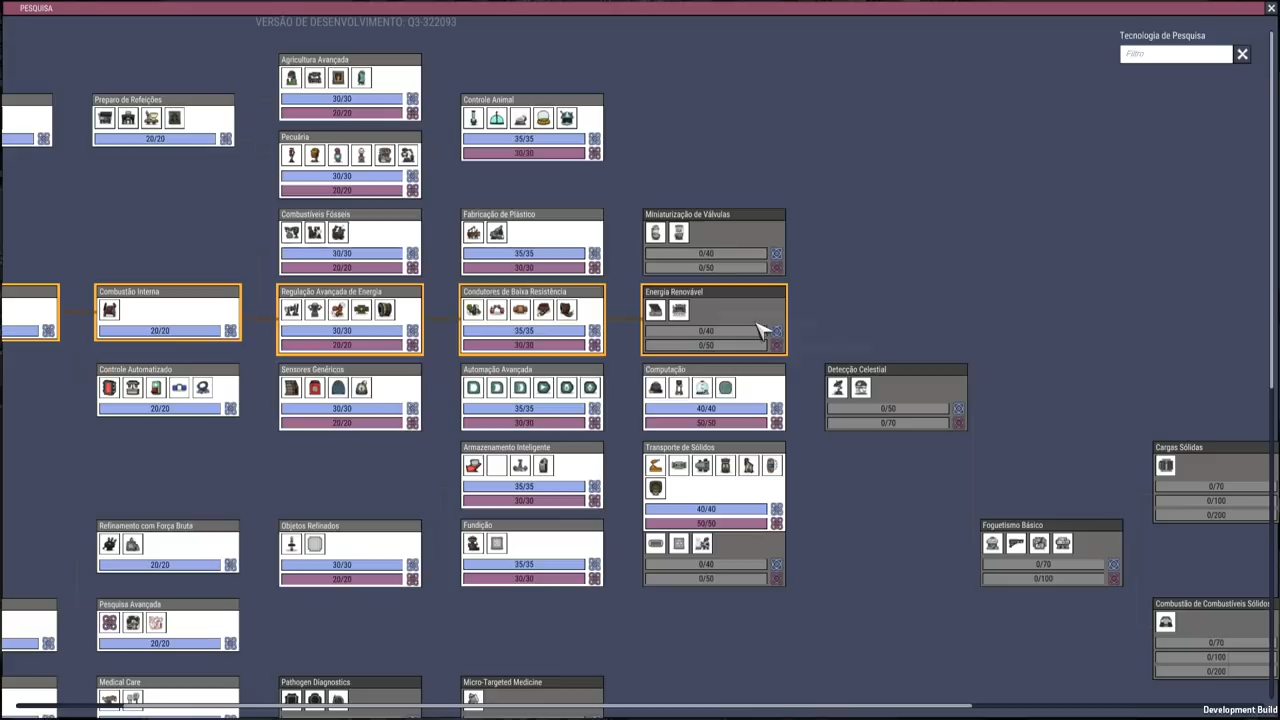 PESQUISA
VERSÃO DE DESENVOLVIMENTO: Q3-322093
Tecnologia de Pesquisa
Filtro
Agricultura Avançada
30/30
20/20
Preparo de Refeições
20/20
Controle Animal
35/35
30/30
Pecuária
30/30
20/20
Combustíveis Fósseis
30/30
20/20
Fabricação de Plástico
35/35
30/30
Miniaturização de Válvulas
0/40
0/50
Combustão Interna
20/20
Regulação Avançada de Energia
30/30
20/20
Condutores de Baixa Resistência
35/35
30/30
Energia Renovável
0/40
0/50
Controle Automatizado
20/20
Sensores Genéricos
30/30
20/20
Automação Avançada
35/35
30/30
Computação
40/40
50/50
Detecção Celestial
0/50
0/70
Armazenamento Inteligente
35/35
30/30
Transporte de Sólidos
40/40
50/50
Cargas Sólidas
0/70
0/100
0/200
Refinamento com Força Bruta
20/20
Objetos Refinados
30/30
20/20
Fundição
35/35
30/30
0/40
0/50
Foguetismo Básico
0/70
0/100
Pesquisa Avançada
20/20
Combustão de Combustíveis Sólidos
0/70
0/100
0/200
Medical Care
Pathogen Diagnostics
Micro-Targeted Medicine
Development Build